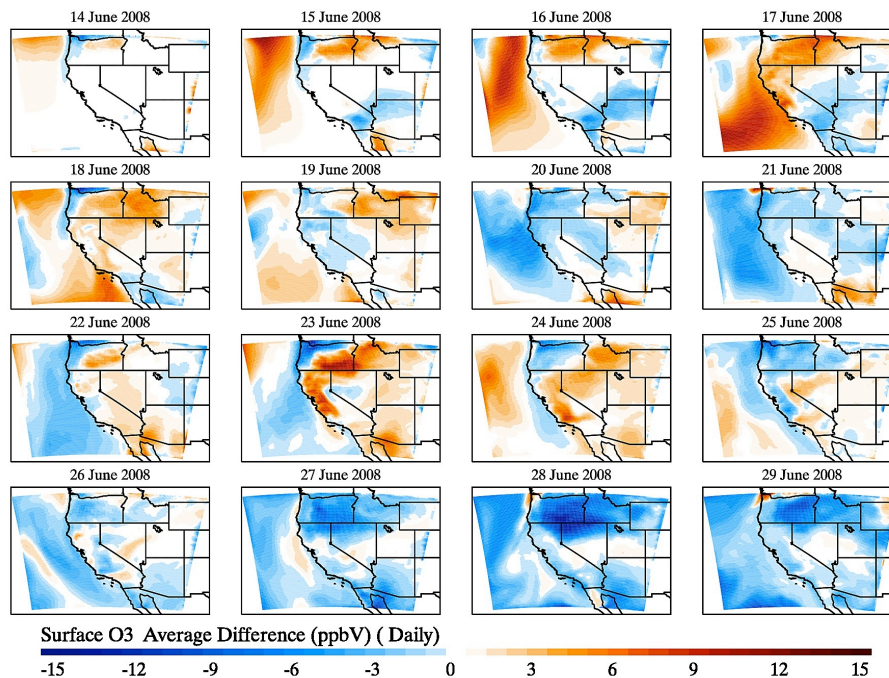 14 June 2008 15 June 2008 16 June 2008 17 June 2008
18 June 2008 19 June 2008 20 June 2008 21 June 2008
22 June 2008 23 June 2008 24 June 2008 25 June 2008
26 June 2008 27 June 2008 28 June 2008 29 June 2008
Surface O3 Average Difference (ppbV) ( Daily)
-15 -12 -9 -6 -3 0 3 6 9 12 15